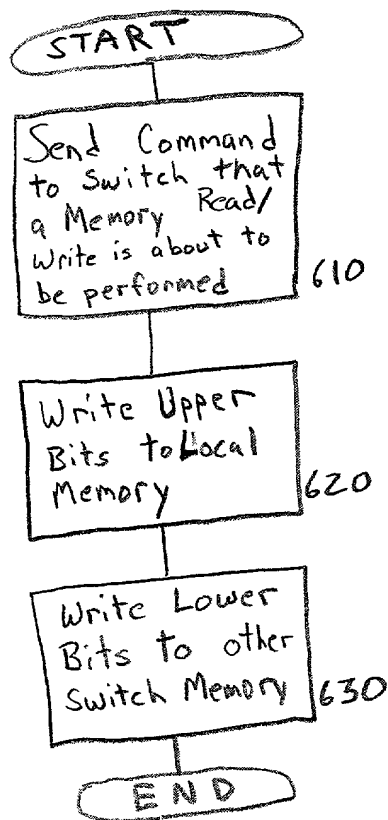 START
Send Command
to Switch that
a Memory Read/
Write is about to
be performed
610
Write Upper
Bits to Local
Memory
620
Write Lower
Bits to other
Switch Memory
630
END